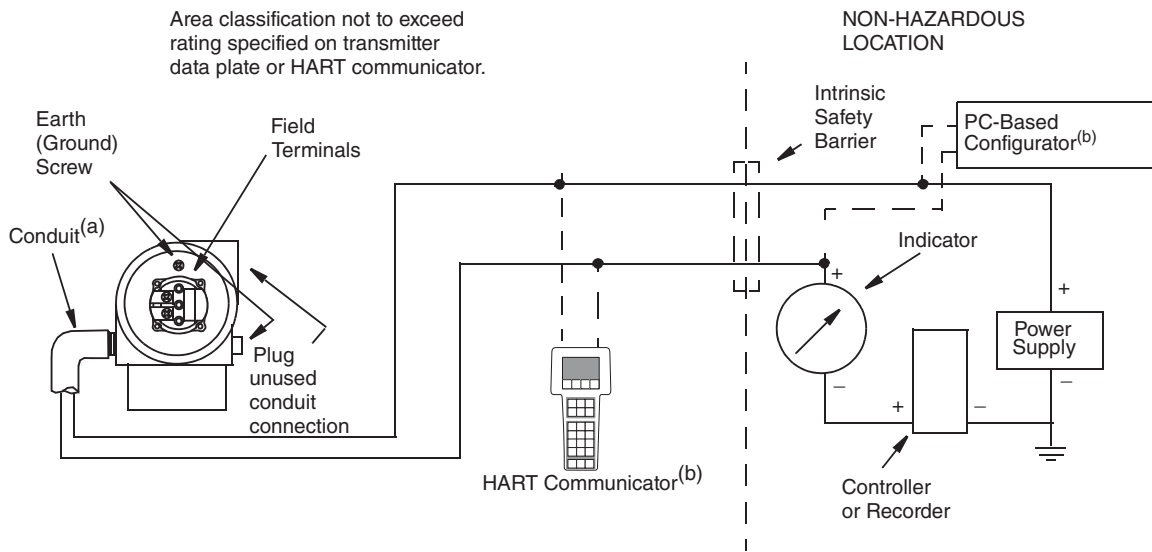 Area classification not to exceed
rating specified on transmitter
data plate or HART communicator.
NON-HAZARDOUS
LOCATION
Earth
(Ground)
Screw
Field
Terminals
Intrinsic
Safety
Barrier
PC-Based
Configurator(b)
Conduit(a)
Indicator
+
+
Power
Supply
Plug
unused
conduit
connection
–
–
+
–
HART Communicator(b)
Controller
or Recorder